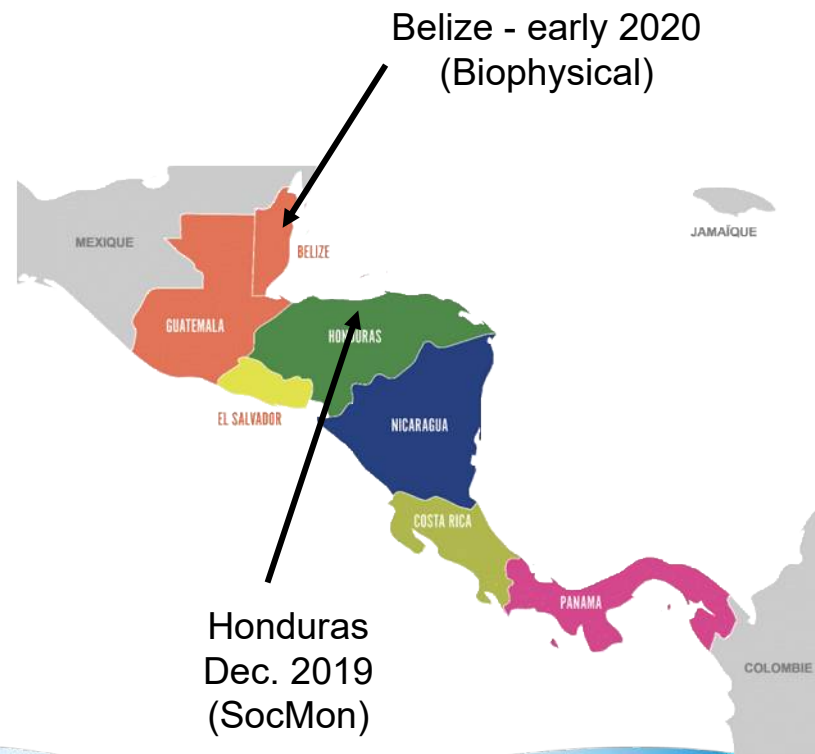 Belize - early 2020
(Biophysical)
MEXIQUE
JAMAÏQUE
BELIZE
GUATEMALA
HONDURAS
EL SALVADOR
NICARAGUA
COSTA RICA
PANAMA
COLOMBIE
Honduras
Dec. 2019
(SocMon)